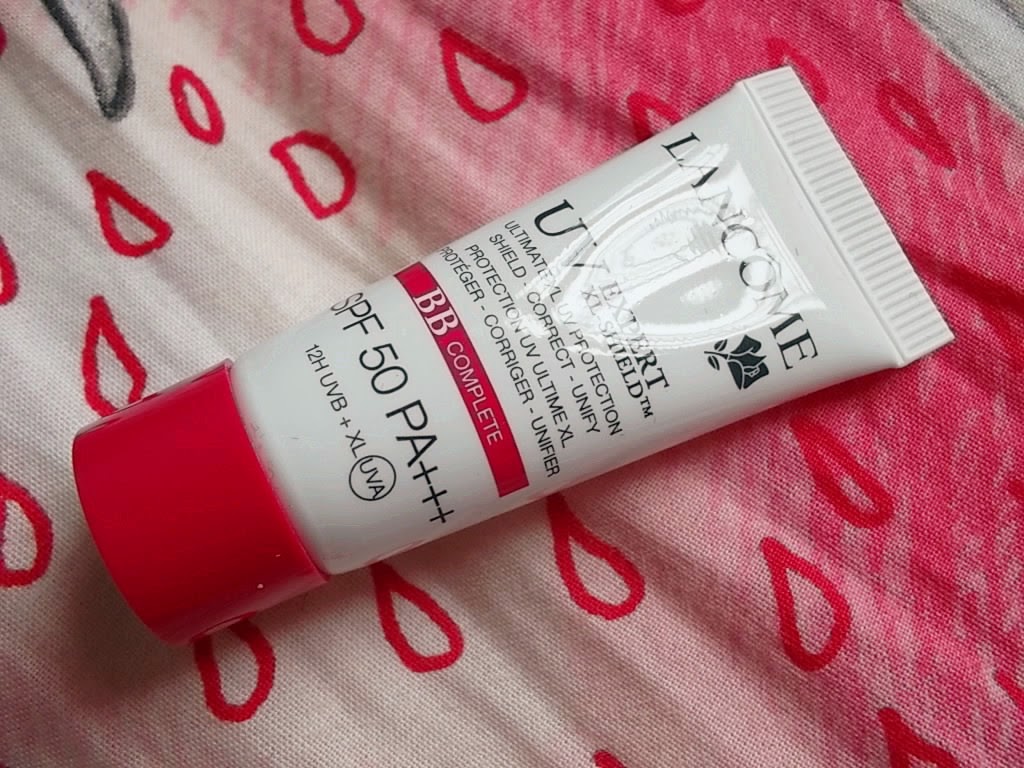 LANCOME
UV EXPERT
XL-SHIELD™
ULTIMATE XL UV PROTECTION
SHIELD - CORRECT - UNIFY
PROTECTION UV ULTIME XL
PROTÉGER - CORRIGER - UNIFIER
BB COMPLETE
SPF 50 PA+++
12H UVB + XL UVA